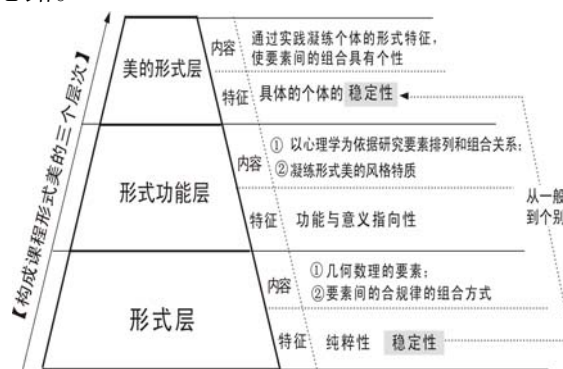 【构成课程形式美的三个层次】
美的形式层
内容
通过实践凝练个体的形式特征,
使要素间的组合具有个性
特征
具体的个体的 稳定性
形式功能层
内容
① 以心理学为依据研究要素排列和组合关系;
② 凝练形式美的风格特质
特征
功能与意义指向性
从一般
到个别
形式层
内容
①几何数理的要素;
②要素间的合规律的组合方式
特征
纯粹性 稳定性